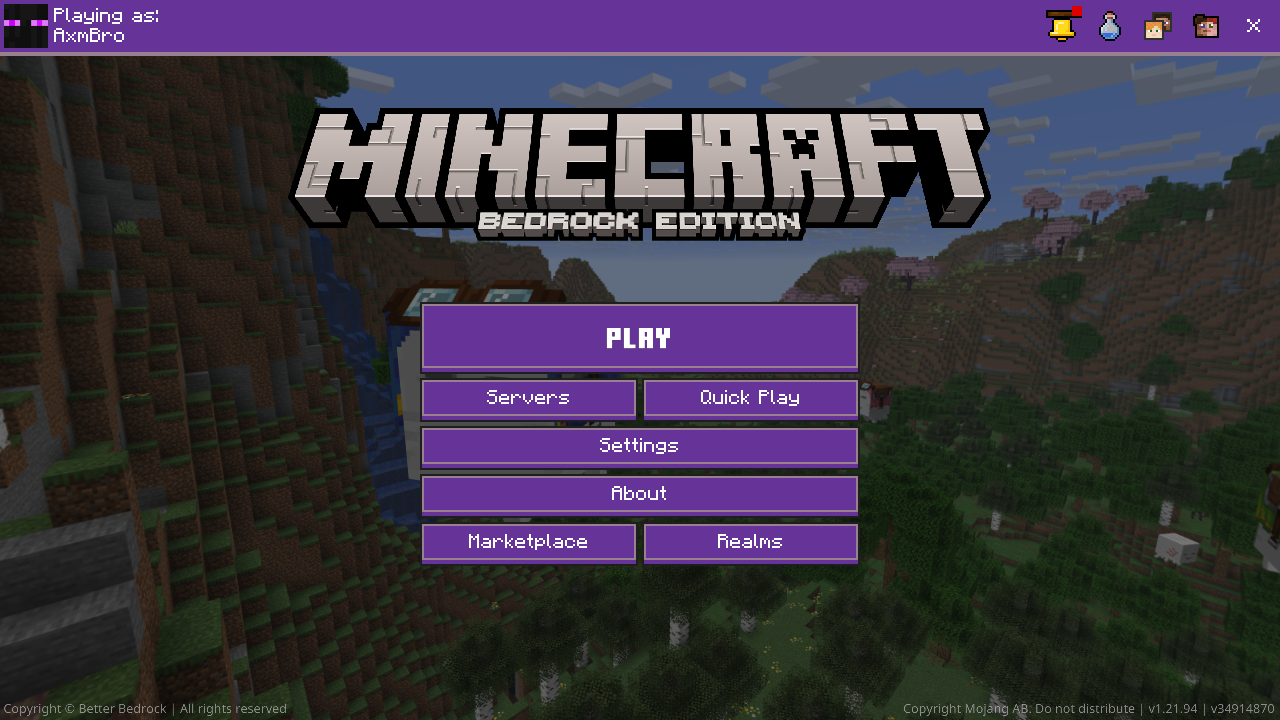 Playing as:
AxmBro
MINECRAFT
BEDROCK EDITION
PLAY
Servers
Quick Play
Settings
About
Marketplace
Realms
Copyright © Better Bedrock | All rights reserved
Copyright Mojang AB. Do not distribute | v1.21.94 | v34914870